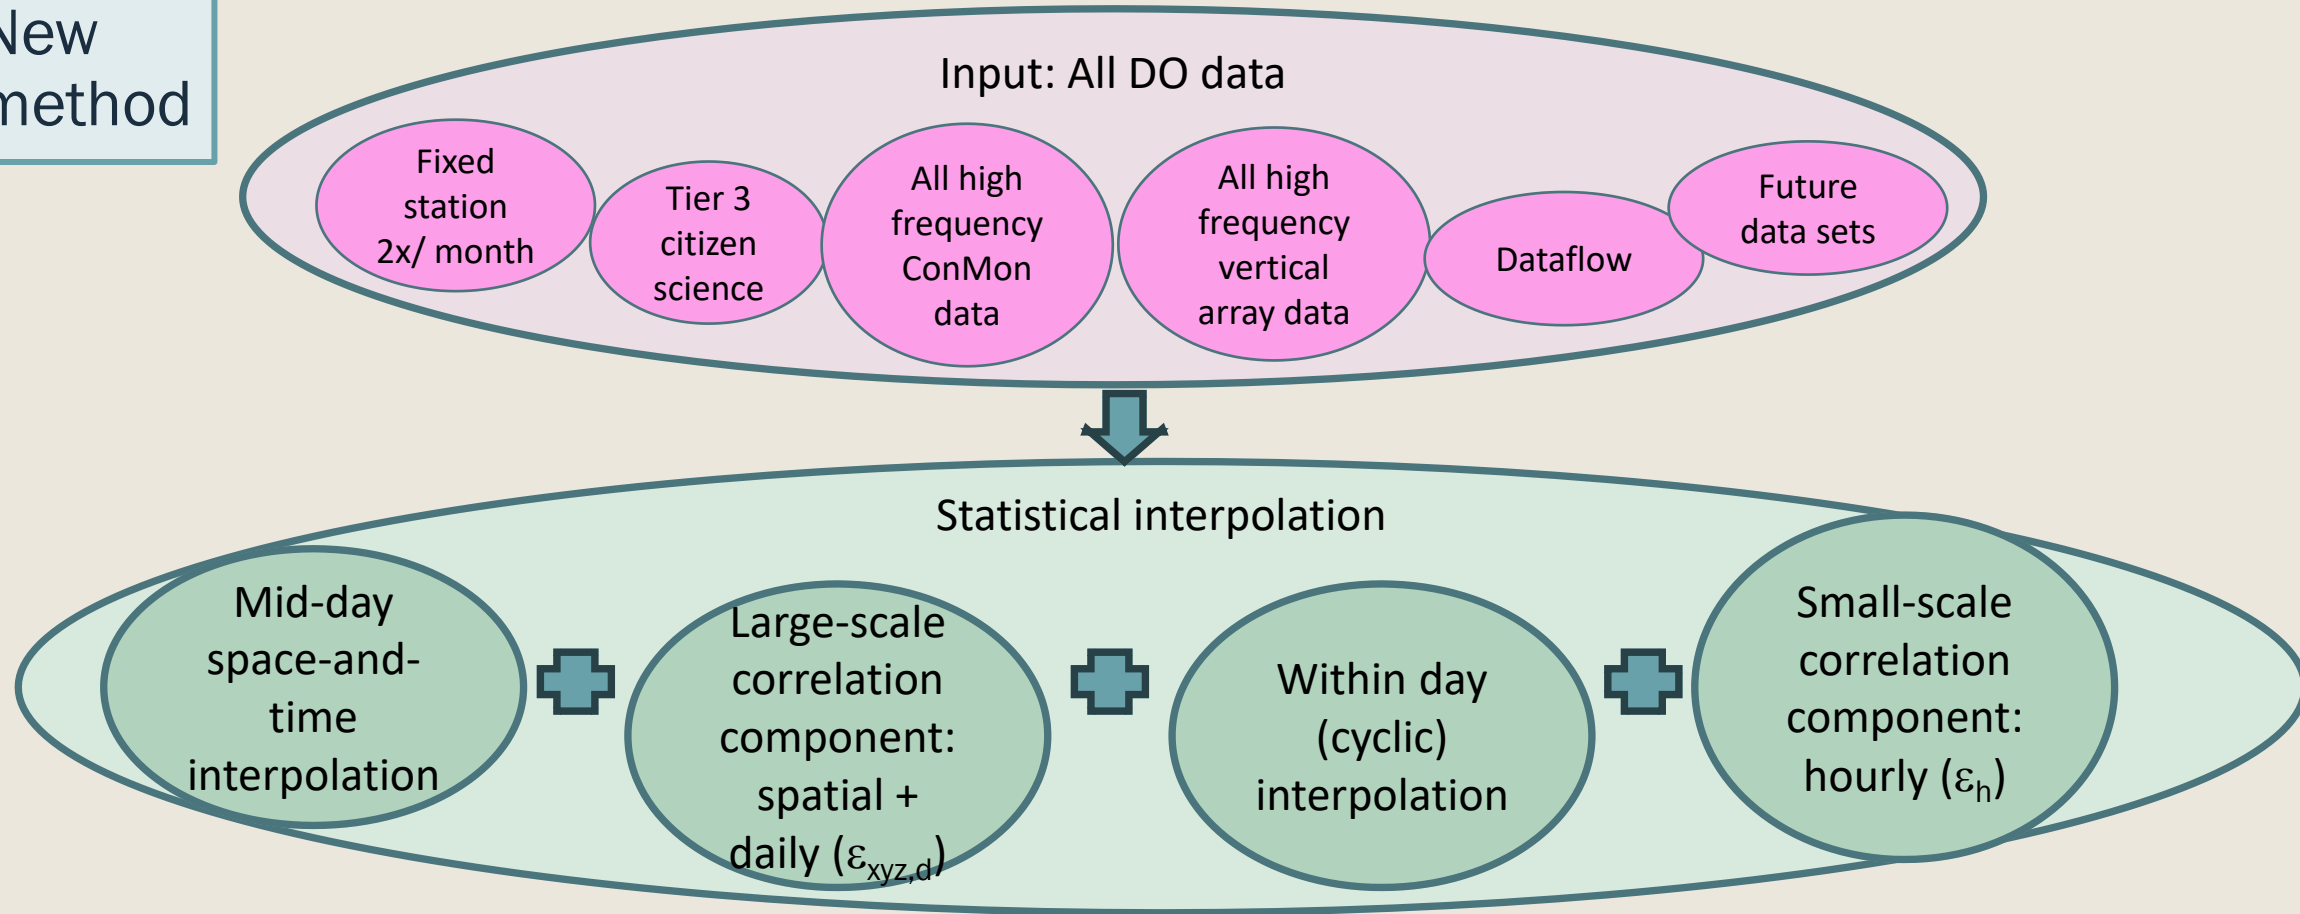 New
method
Input: All DO data
Fixed
station
2x/ month
Tier 3
citizen
science
All high
frequency
ConMon
data
All high
frequency
vertical
array data
Dataflow
Future
data sets
Statistical interpolation
Mid-day
space-and-
time
interpolation
Large-scale
correlation
component:
spatial +
daily (εxyz,d)
Within day
(cyclic)
interpolation
Small-scale
correlation
component:
hourly (εh)